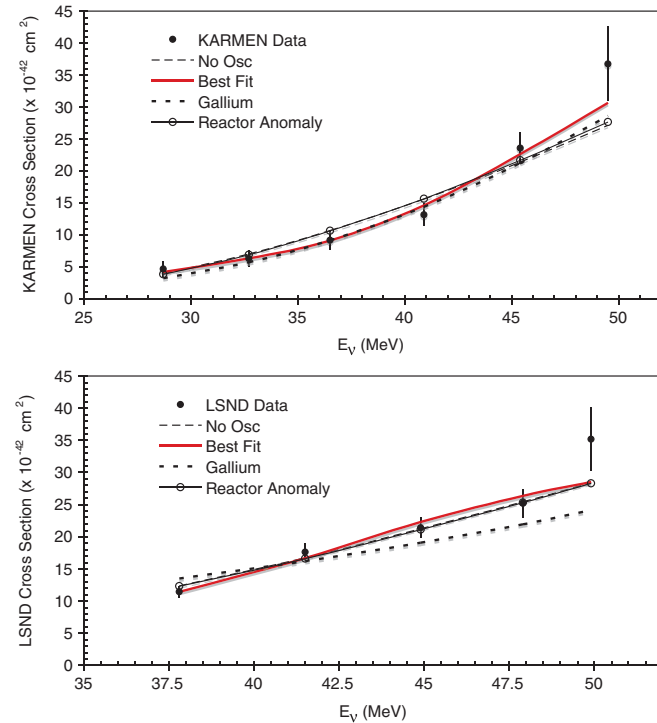 45
40
35
30
25
20
15
10
5
0
KARMEN Cross Section (x 10⁻⁴² cm²)
KARMEN Data
No Osc
Best Fit
Gallium
Reactor Anomaly
25 30 35 40 45 50
Eν (MeV)
45
40
35
30
25
20
15
10
5
0
LSND Cross Section (x 10⁻⁴² cm²)
LSND Data
No Osc
Best Fit
Gallium
Reactor Anomaly
35 37.5 40 42.5 45 47.5 50
Eν (MeV)